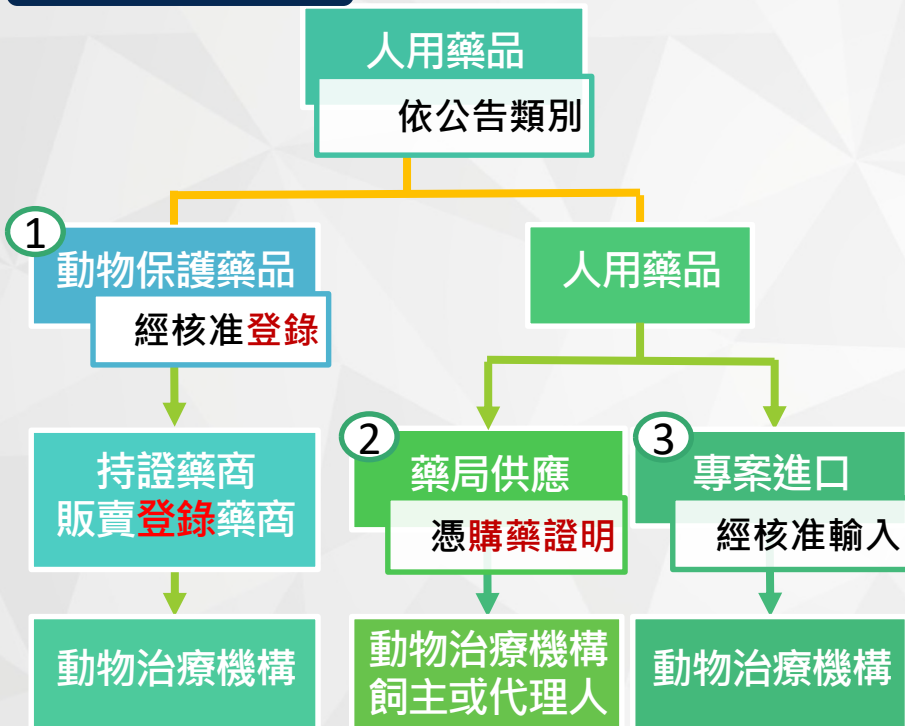 人用藥品
依公告類別
①
動物保護藥品
經核准登錄
人用藥品
持證藥商
販賣登錄藥商
②
藥局供應
憑購藥證明
③
專案進口
經核准輸入
動物治療機構
動物治療機構
飼主或代理人
動物治療機構